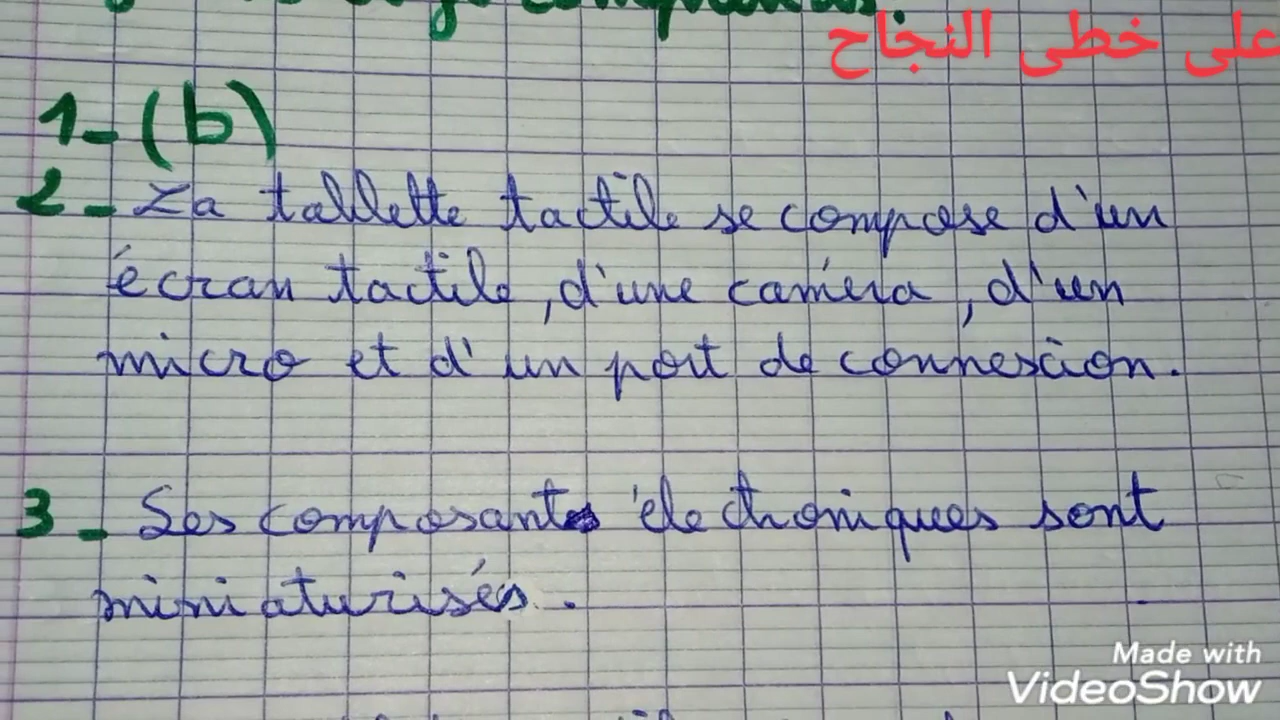 على خطى النجاح
1-(b)
2- La tablette tactile se compose d'un
écran tactile, d'une caméra, d'un
micro et d'un port de connexion.
3- Ses composants électroniques sont
miniaturisés.
Made with
VideoShow